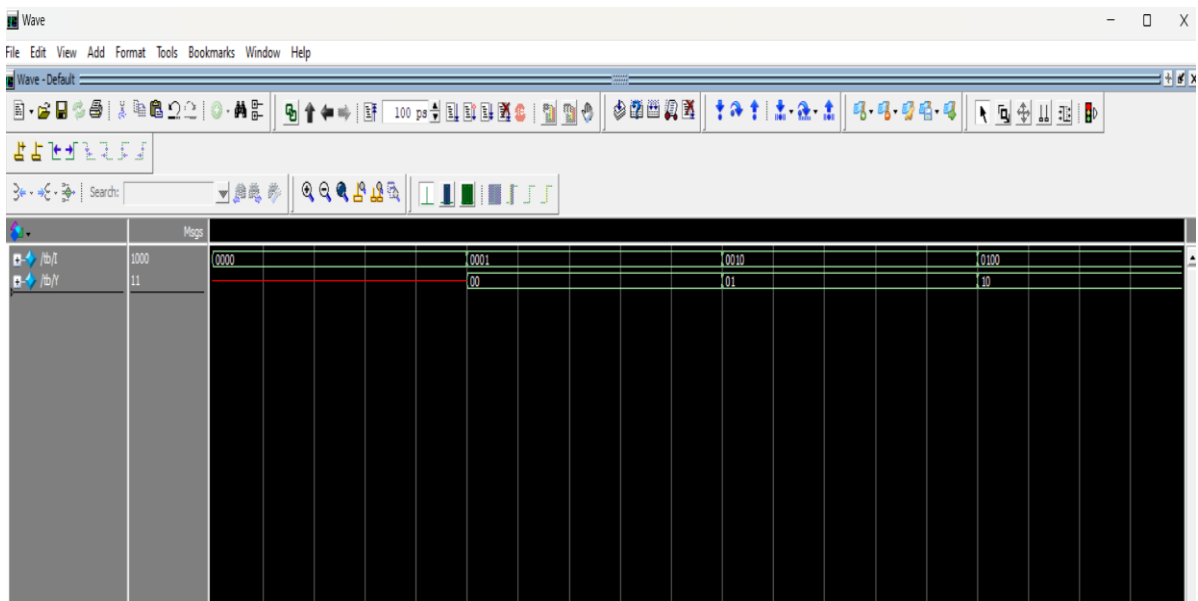 Wave
File Edit View Add Format Tools Bookmarks Window Help
Wave - Default
100 ps
Search:
Msgs
/tb/I 1000 0000 0001 0010 0100
/tb/Y 11 00 01 10